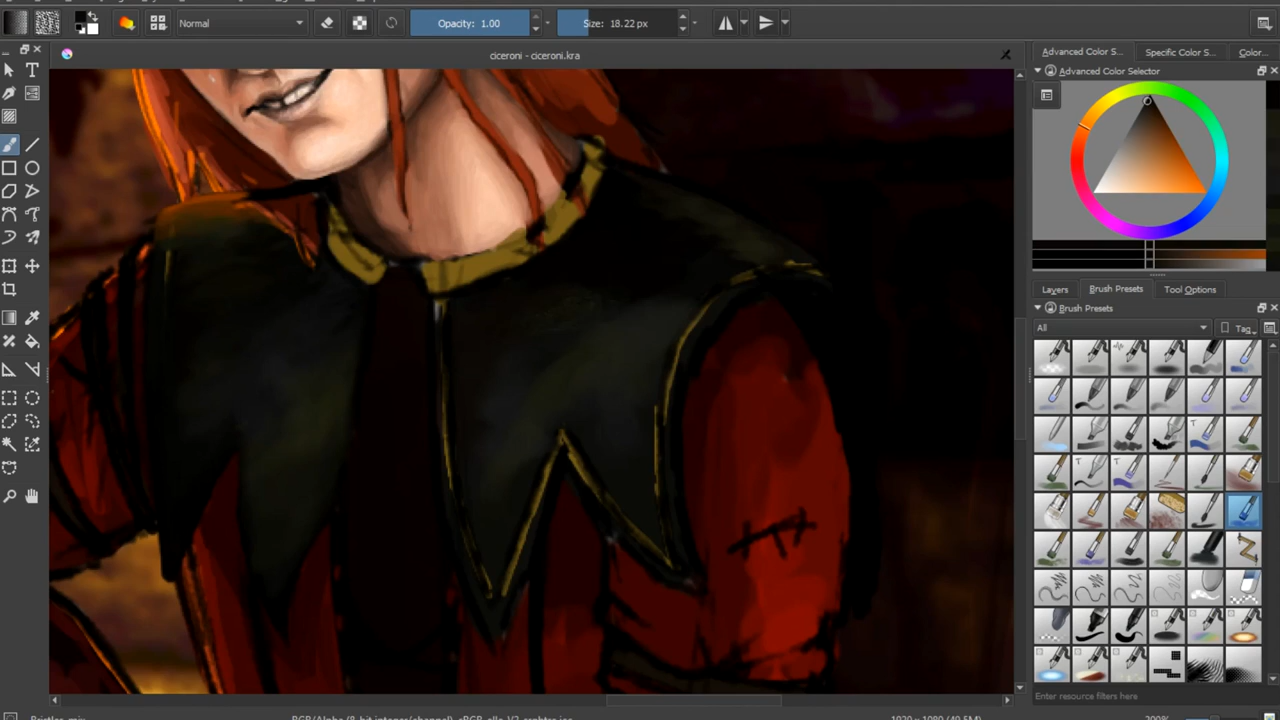 Normal
Opacity: 1.00
Size: 18.22 px
ciceroni - ciceroni.kra
Advanced Color S...
Specific Color S...
Color...
Advanced Color Selector
Layers
Brush Presets
Tool Options
Brush Presets
All
Tag
Enter resource filters here